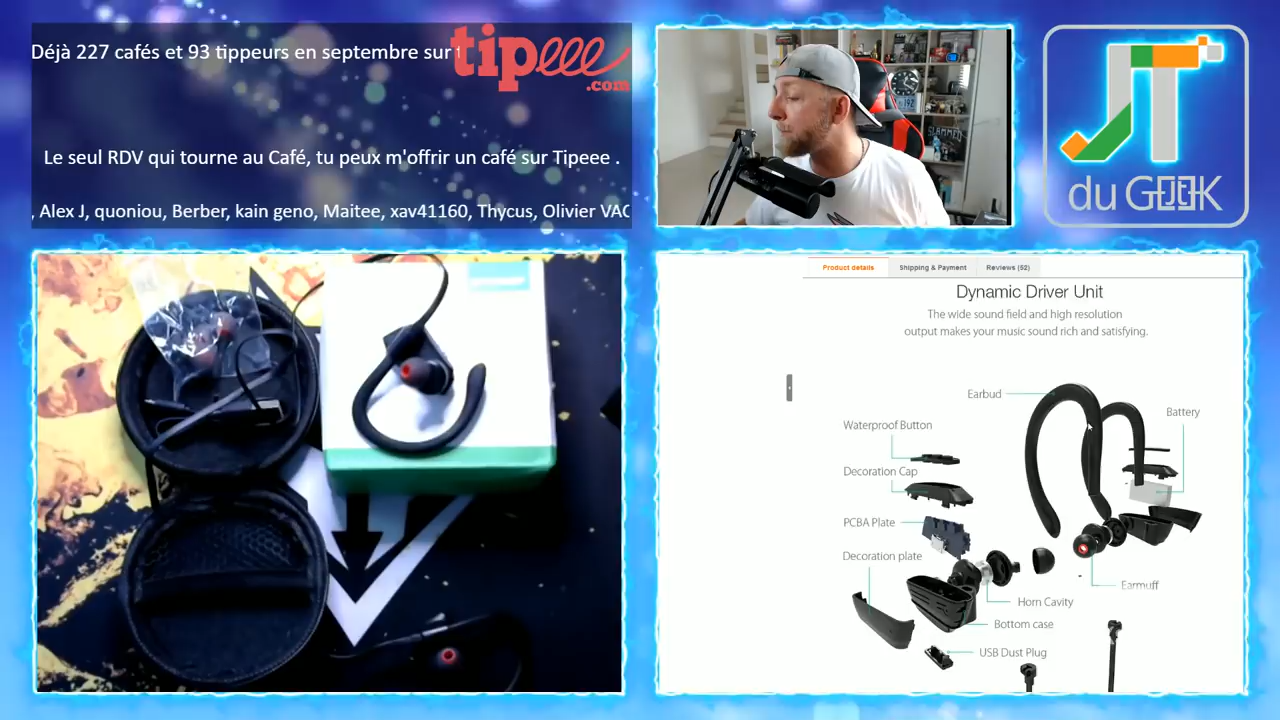 Déjà 227 cafés et 93 tippeurs en septembre sur
tipeee
.com
Le seul RDV qui tourne au Café, tu peux m'offrir un café sur Tipeee .
, Alex J, quoniou, Berber, kain geno, Maitee, xav41160, Thycus, Olivier VAC
SLAMMED
JT
du GEEK
Product details
Shipping & Payment
Reviews (52)
Dynamic Driver Unit
The wide sound field and high resolution
output makes your music sound rich and satisfying.
Earbud
Battery
Waterproof Button
Decoration Cap
PCBA Plate
Decoration plate
Earmuff
Horn Cavity
Bottom case
USB Dust Plug